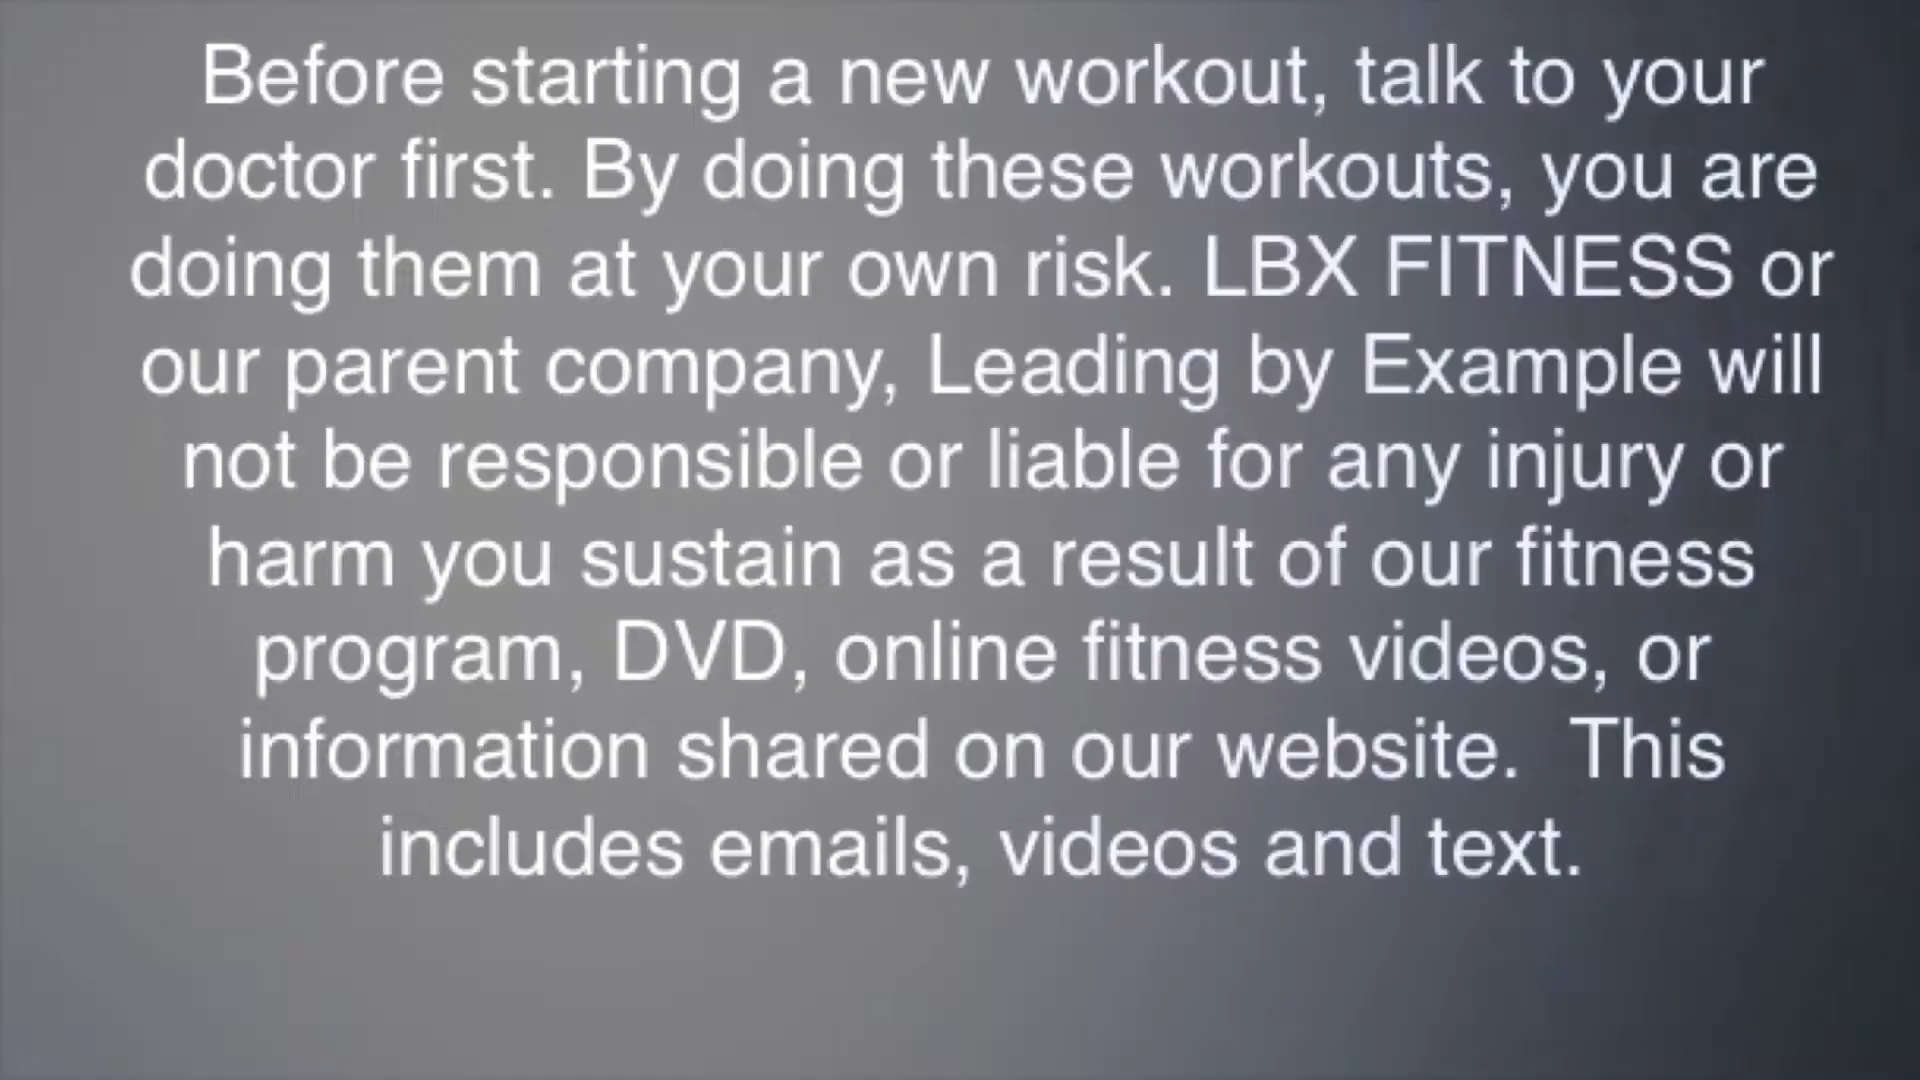 Before starting a new workout, talk to your
doctor first. By doing these workouts, you are
doing them at your own risk. LBX FITNESS or
our parent company, Leading by Example will
not be responsible or liable for any injury or
harm you sustain as a result of our fitness
program, DVD, online fitness videos, or
information shared on our website.  This
includes emails, videos and text.